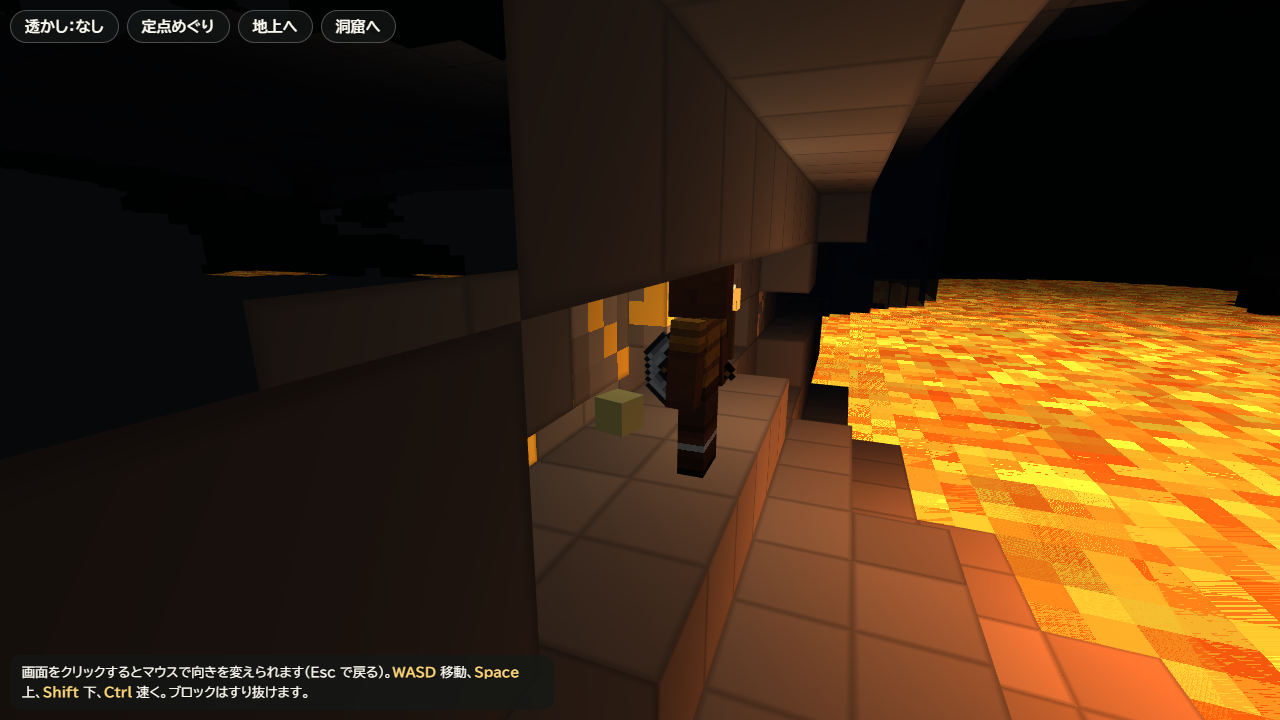 透かし：なし
定点めぐり
地上へ
洞窟へ
画面をクリックするとマウスで向きを変えられます（Esc で戻る）。WASD 移動、Space
上、Shift 下、Ctrl 速く。ブロックはすり抜けます。